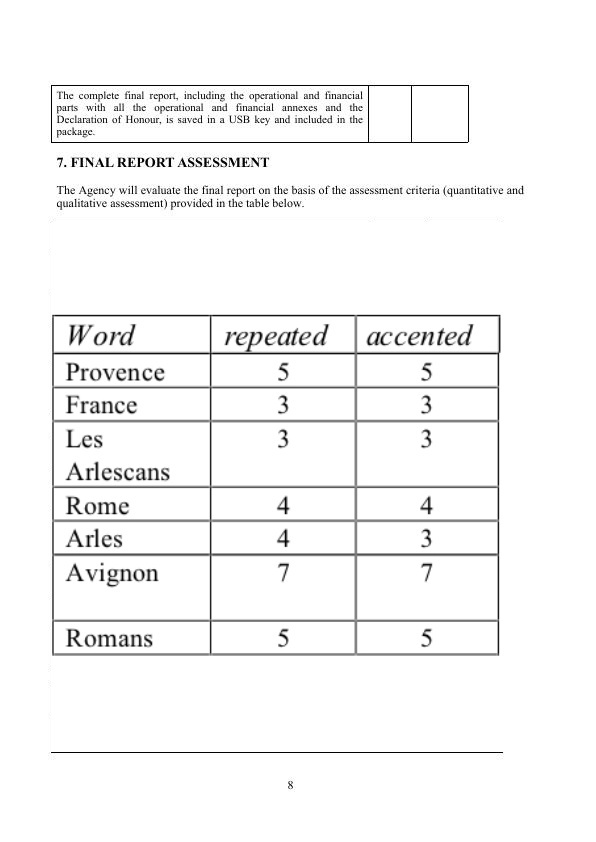 The complete final report, including the operational and financial
parts with all the operational and financial annexes and the
Declaration of Honour, is saved in a USB key and included in the
package.
7. FINAL REPORT ASSESSMENT
The Agency will evaluate the final report on the basis of the assessment criteria (quantitative and
qualitative assessment) provided in the table below.
Word repeated accented
Provence 5 5
France 3 3
Les 3 3
Arlescans
Rome 4 4
Arles 4 3
Avignon 7 7
Romans 5 5
8